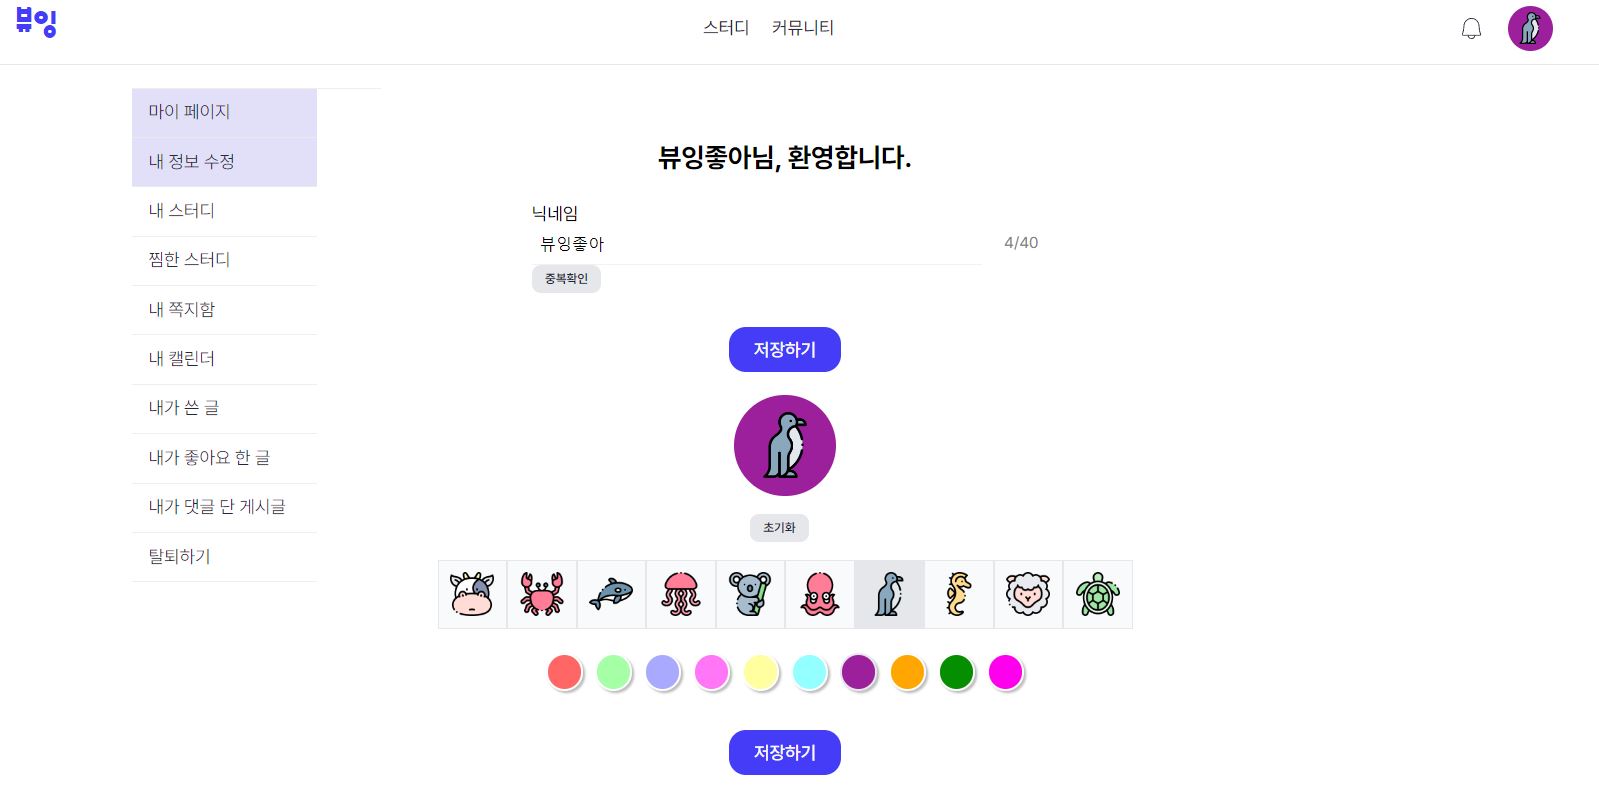 뷰잉
스터디 커뮤니티
마이 페이지
내 정보 수정
내 스터디
찜한 스터디
내 쪽지함
내 캘린더
내가 쓴 글
내가 좋아요 한 글
내가 댓글 단 게시글
탈퇴하기
뷰잉좋아님, 환영합니다.
닉네임
뷰잉좋아 4/40
중복확인
저장하기
초기화
저장하기